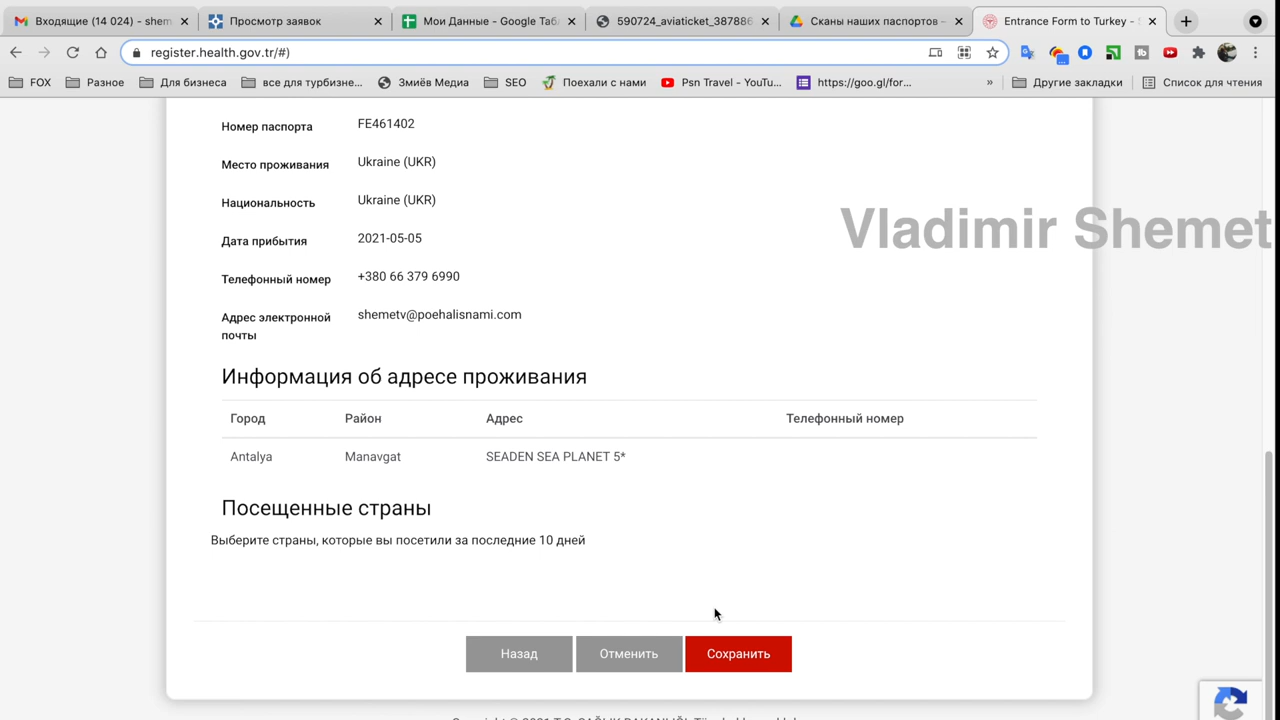 Входящие (14 024) - shem
Просмотр заявок
Мои Данные - Google Таб
590724_aviaticket_387886
Сканы наших паспортов -
Entrance Form to Turkey -
register.health.gov.tr/#)
FOX
Разное
Для бизнеса
все для турбизне...
Змиёв Медиа
SEO
Поехали с нами
Psn Travel - YouTu...
https://goo.gl/for...
»
Другие закладки
Список для чтения
Номер паспорта FE461402
Место проживания Ukraine (UKR)
Национальность Ukraine (UKR)
Vladimir Shemet
Дата прибытия 2021-05-05
Телефонный номер +380 66 379 6990
Адрес электронной shemetv@poehalisnami.com
почты
Информация об адресе проживания
Город Район Адрес Телефонный номер
Antalya Manavgat SEADEN SEA PLANET 5*
Посещенные страны
Выберите страны, которые вы посетили за последние 10 дней
Назад Отменить Сохранить